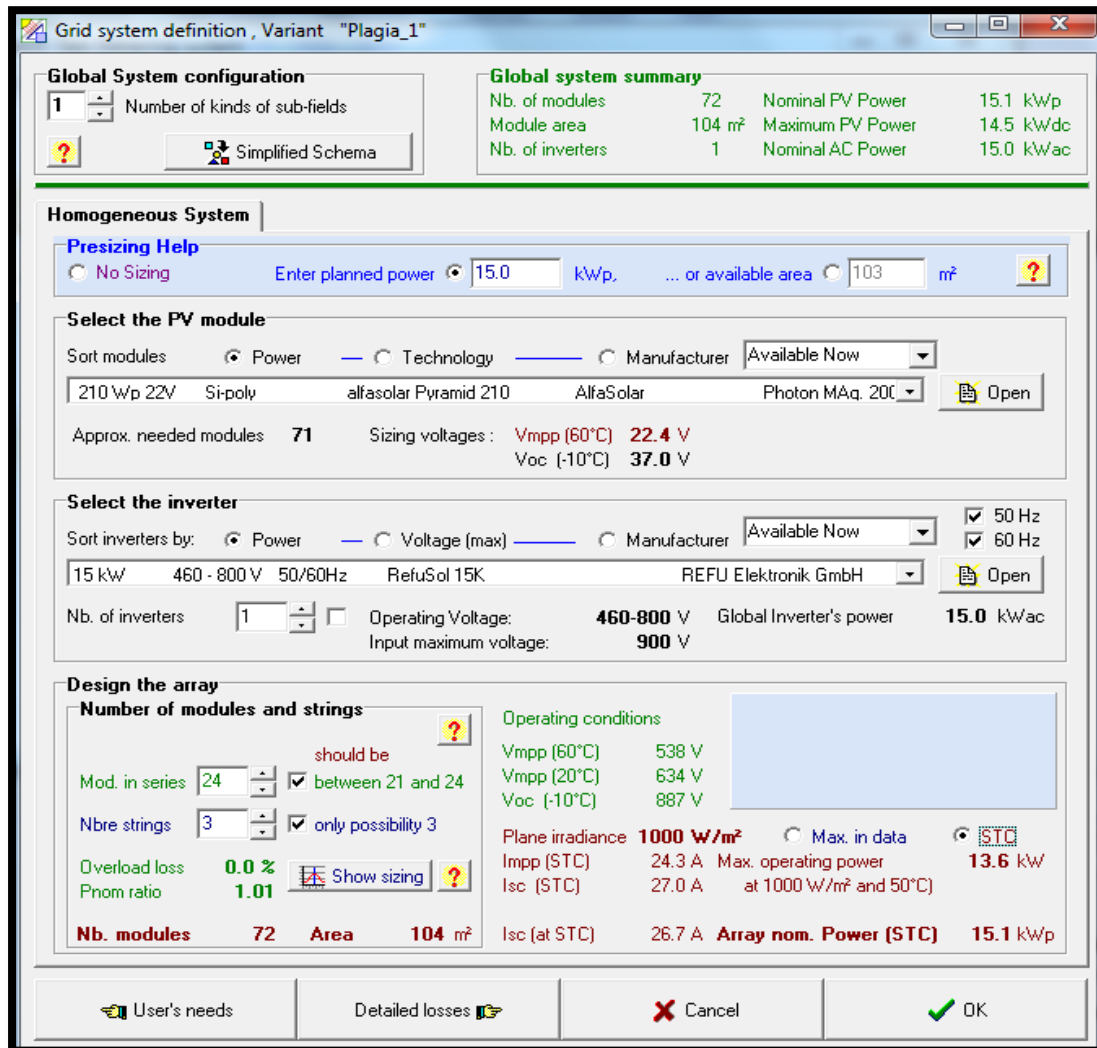 Grid system definition , Variant "Plagia_1"
Global System configuration
1 Number of kinds of sub-fields
? Simplified Schema
Global system summary
Nb. of modules 72 Nominal PV Power 15.1 kWp
Module area 104 m² Maximum PV Power 14.5 kWdc
Nb. of inverters 1 Nominal AC Power 15.0 kWac
Homogeneous System
Presizing Help
No Sizing Enter planned power 15.0 kWp, ... or available area 103 m² ?
Select the PV module
Sort modules Power Technology Manufacturer Available Now
210 Wp 22V Si-poly alfasolar Pyramid 210 AlfaSolar Photon MAg. 200 Open
Approx. needed modules 71 Sizing voltages : Vmpp (60°C) 22.4 V
Voc (-10°C) 37.0 V
Select the inverter
Sort inverters by: Power Voltage (max) Manufacturer Available Now 50 Hz
60 Hz
15 kW 460 - 800 V 50/60Hz RefuSol 15K REFU Elektronik GmbH Open
Nb. of inverters 1 Operating Voltage: 460-800 V Global Inverter's power 15.0 kWac
Input maximum voltage: 900 V
Design the array
Number of modules and strings
?
should be
Mod. in series 24 between 21 and 24
Nbre strings 3 only possibility 3
Overload loss 0.0 %
Pnom ratio 1.01
Show sizing ?
Nb. modules 72 Area 104 m²
Operating conditions
Vmpp (60°C) 538 V
Vmpp (20°C) 634 V
Voc (-10°C) 887 V
Plane irradiance 1000 W/m² Max. in data STC
Impp (STC) 24.3 A Max. operating power 13.6 kW
Isc (STC) 27.0 A at 1000 W/m² and 50°C)
Isc (at STC) 26.7 A Array nom. Power (STC) 15.1 kWp
User's needs Detailed losses Cancel OK